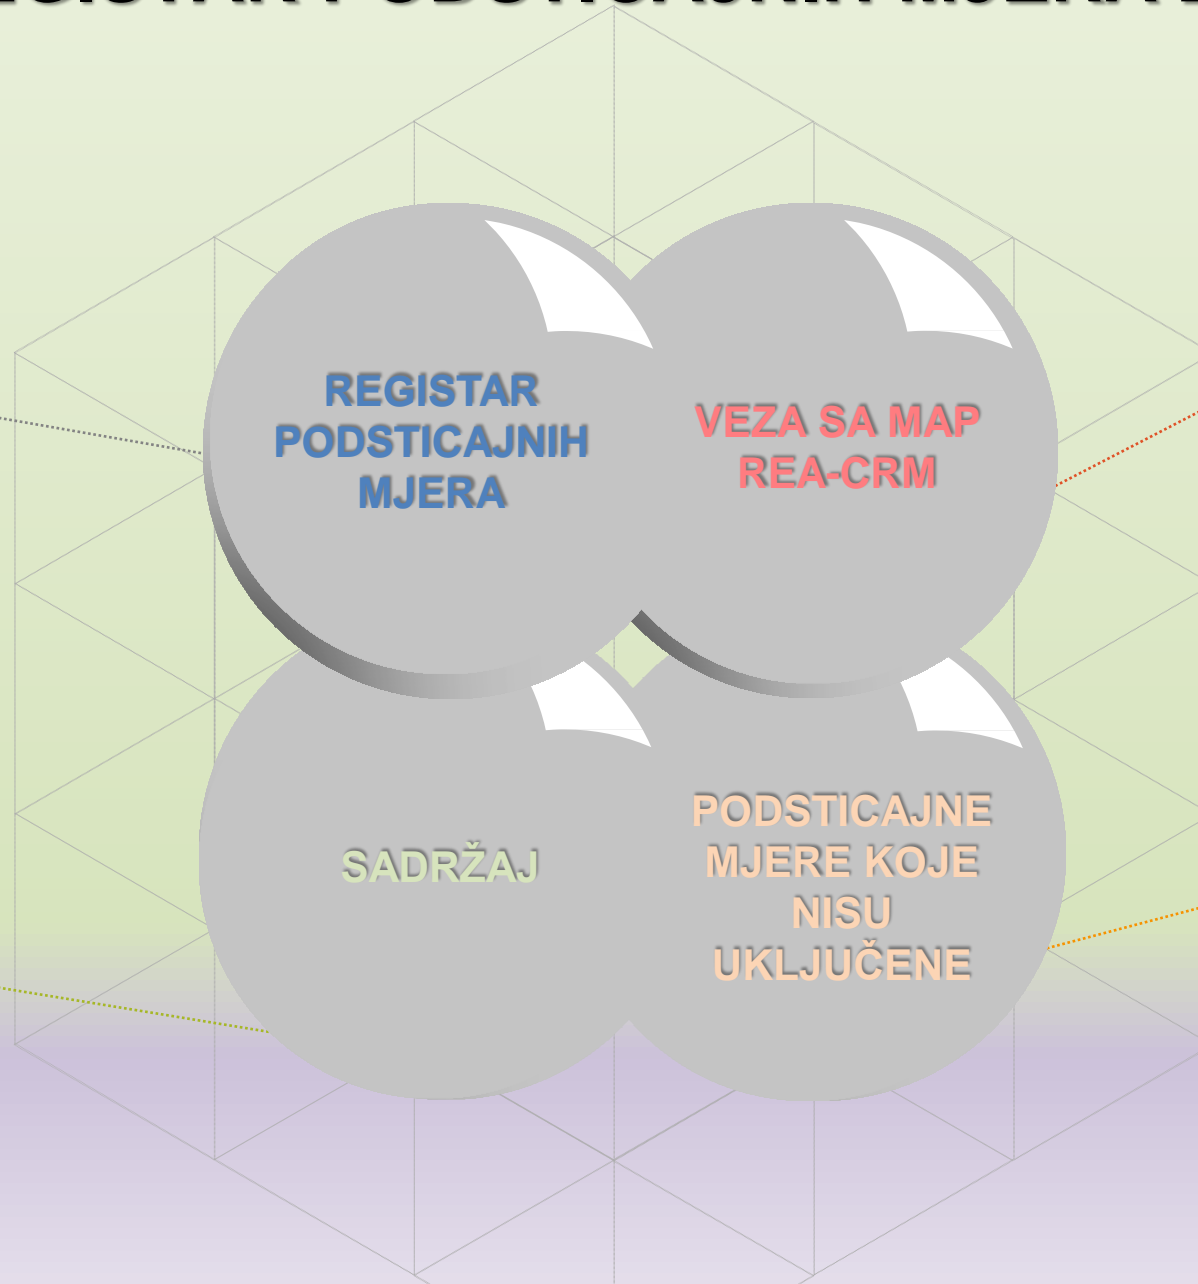 REGISTAR
PODSTICAJNIH
MJERA
VEZA SA MAP
REA-CRM
SADRŽAJ
PODSTICAJNE
MJERE KOJE
NISU
UKLJUČENE